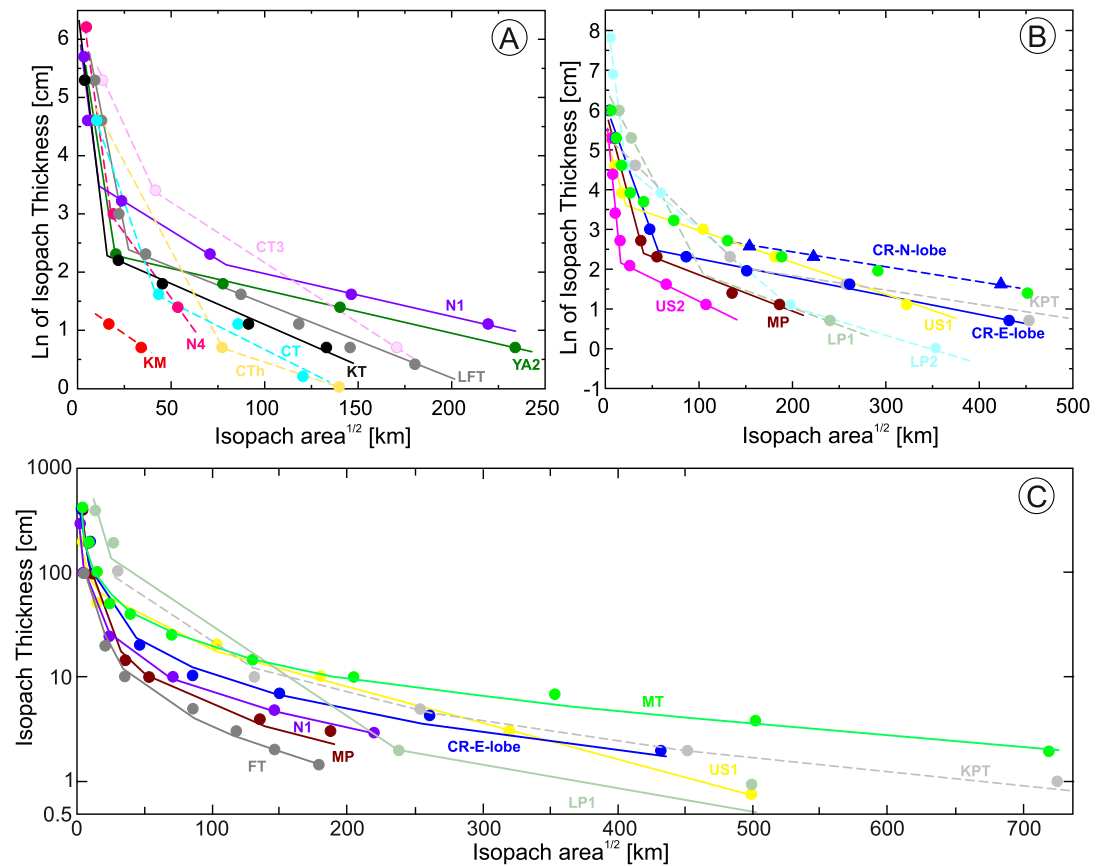 A
Ln of Isopach Thickness [cm]
6
5
4
3
2
1
0
CT3
N1
KM
N4
CT
CTh
KT
LFT
YA2
0 25 50 75 100 125 150 175 200 225 250
Isopach area1/2 [km]
B
Ln of Isopach Thickness [cm]
8
7
6
5
4
3
2
1
0
-1
CR-N-lobe
KPT
US2
MP
US1
LP1
CR-E-lobe
LP2
0 100 200 300 400 500
Isopach area1/2 [km]
C
Isopach Thickness [cm]
1000
100
10
1
0.5
MT
N1
CR-E-lobe
MP
FT
US1
KPT
LP1
0 100 200 300 400 500 600 700
Isopach area1/2 [km]